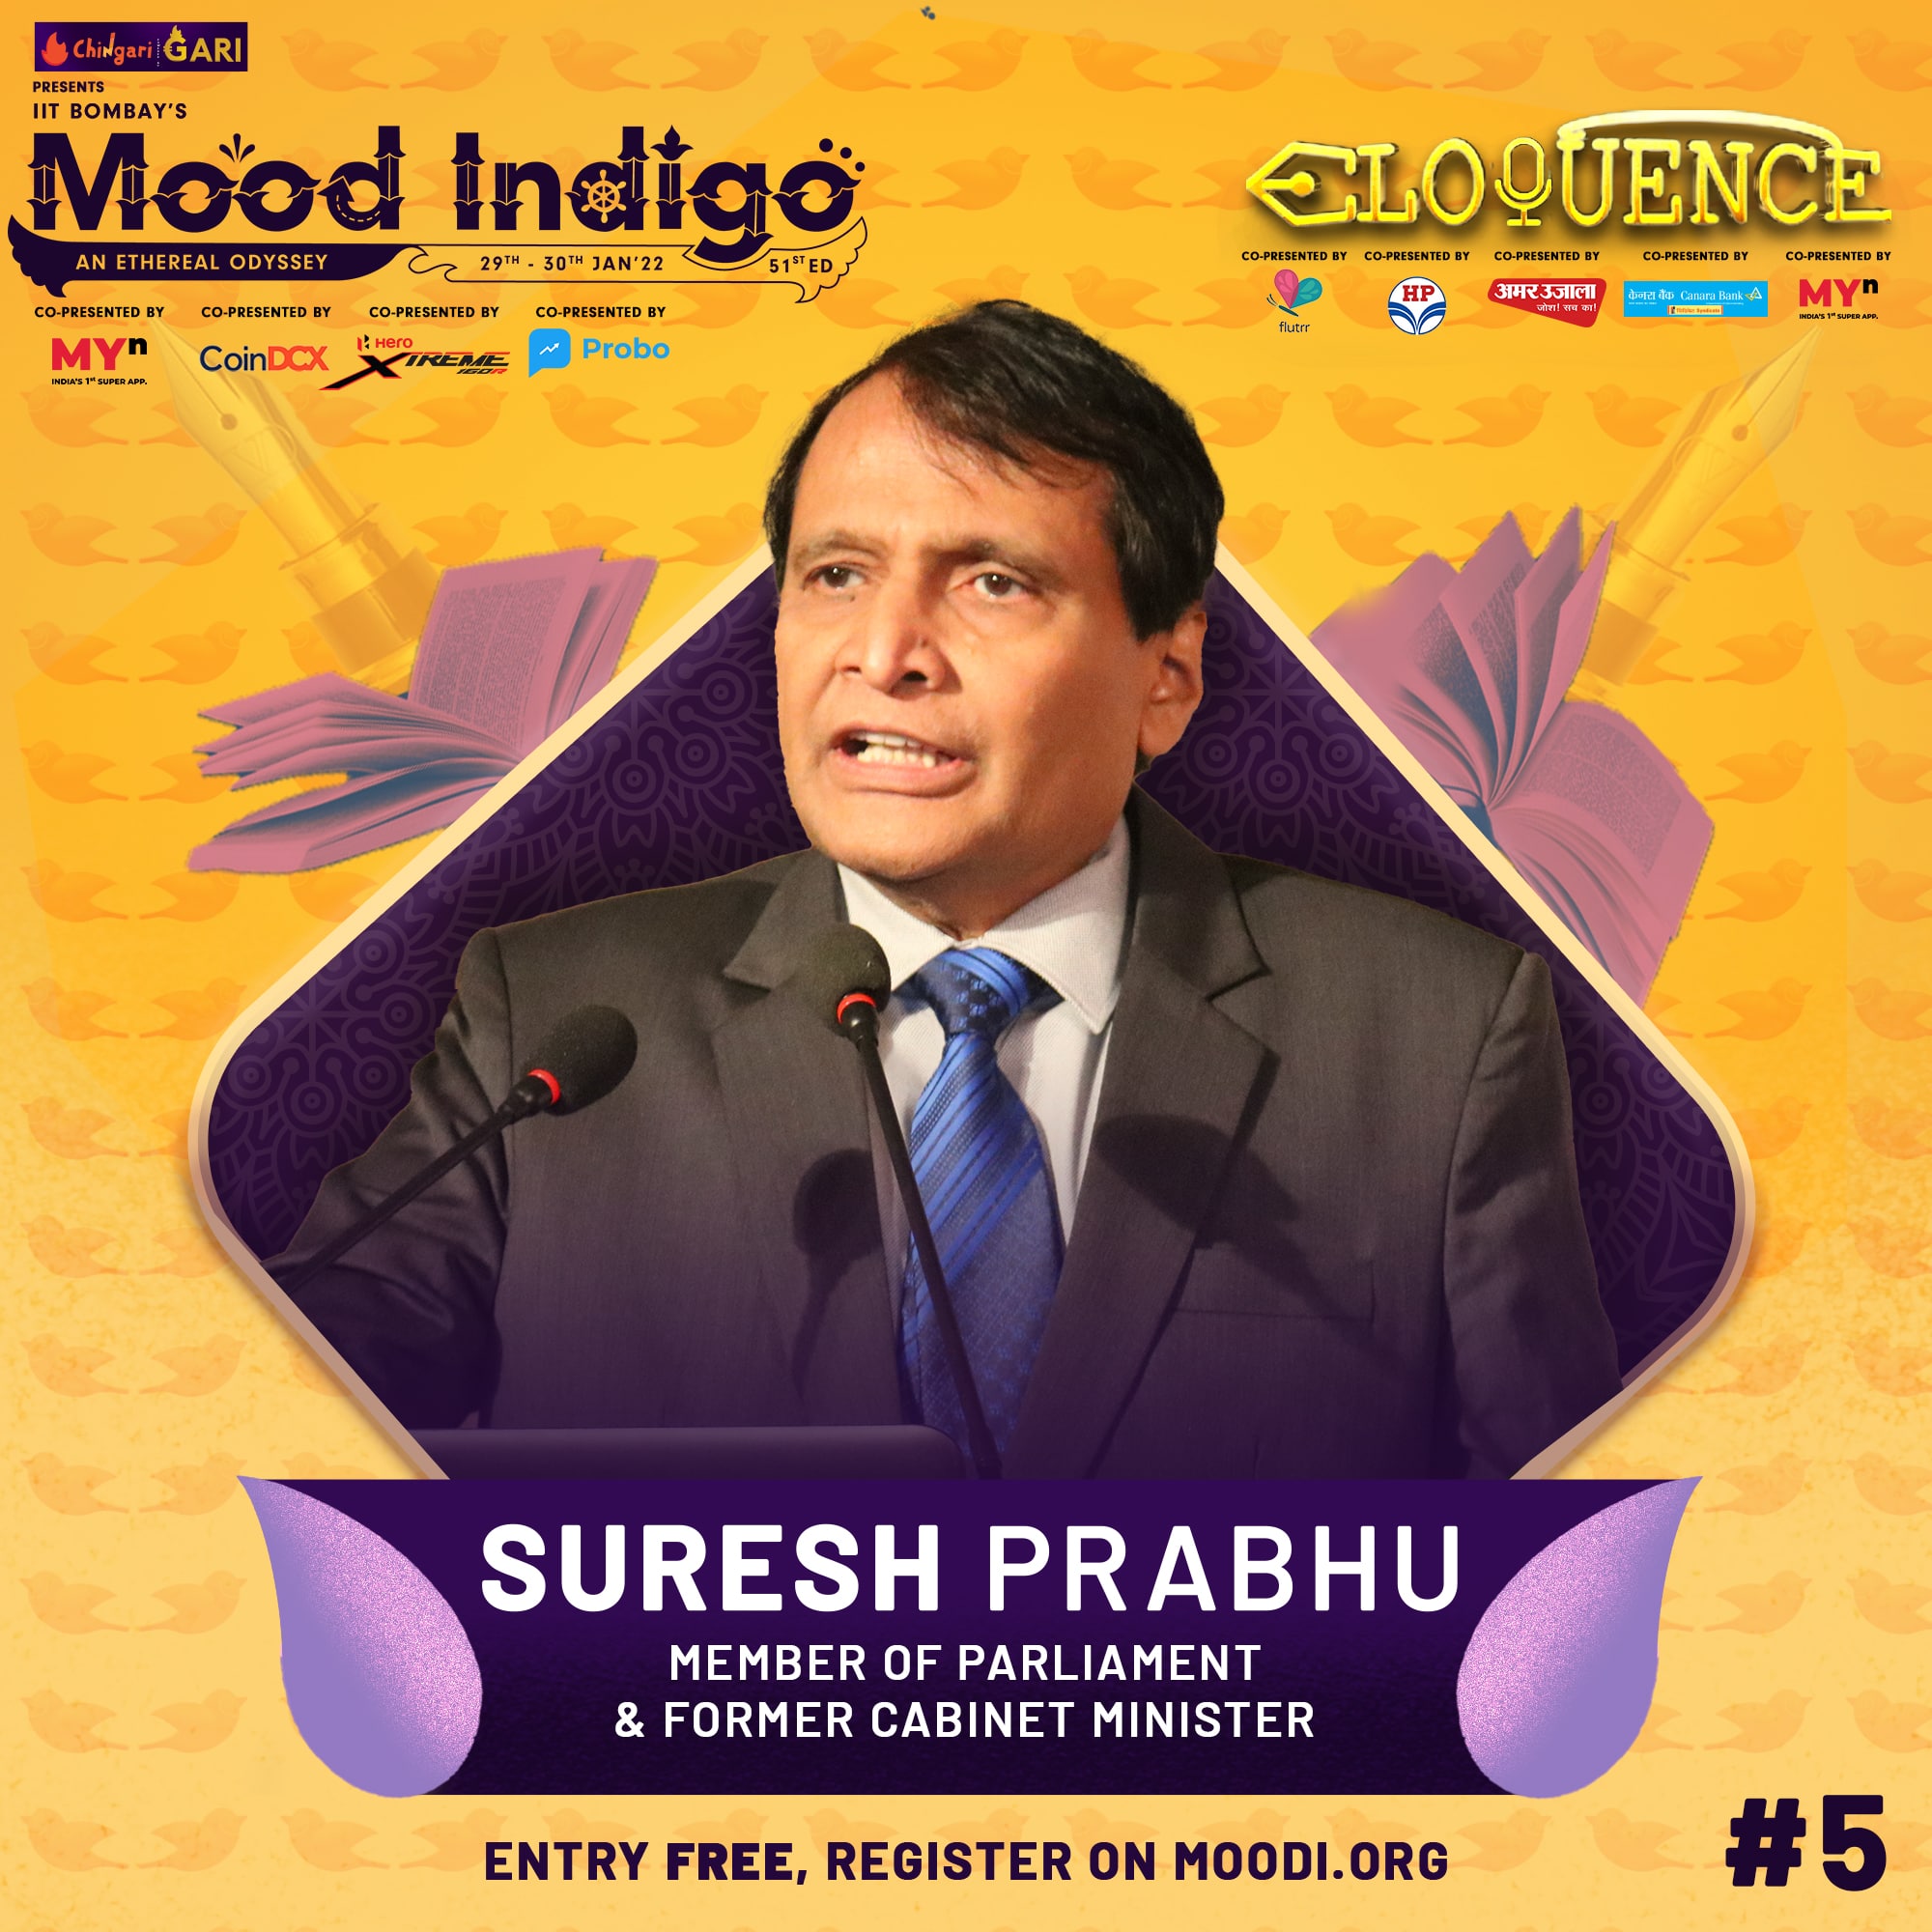 Chingari GARI
PRESENTS
IIT BOMBAY'S
Mood Indigo
AN ETHEREAL ODYSSEY
29TH - 30TH JAN'22
51ST ED
CO-PRESENTED BY CO-PRESENTED BY CO-PRESENTED BY CO-PRESENTED BY
MYn CoinDCX Hero XTREME 160R Probo
INDIA'S 1st SUPER APP.
ELOQUENCE
CO-PRESENTED BY CO-PRESENTED BY CO-PRESENTED BY CO-PRESENTED BY CO-PRESENTED BY
flutrr HP अमर उजाला केनरा बैंक Canara Bank MYn
जोश! सच का! INDIA'S 1st SUPER APP.
SURESH PRABHU
MEMBER OF PARLIAMENT
& FORMER CABINET MINISTER
ENTRY FREE, REGISTER ON MOODI.ORG
#5